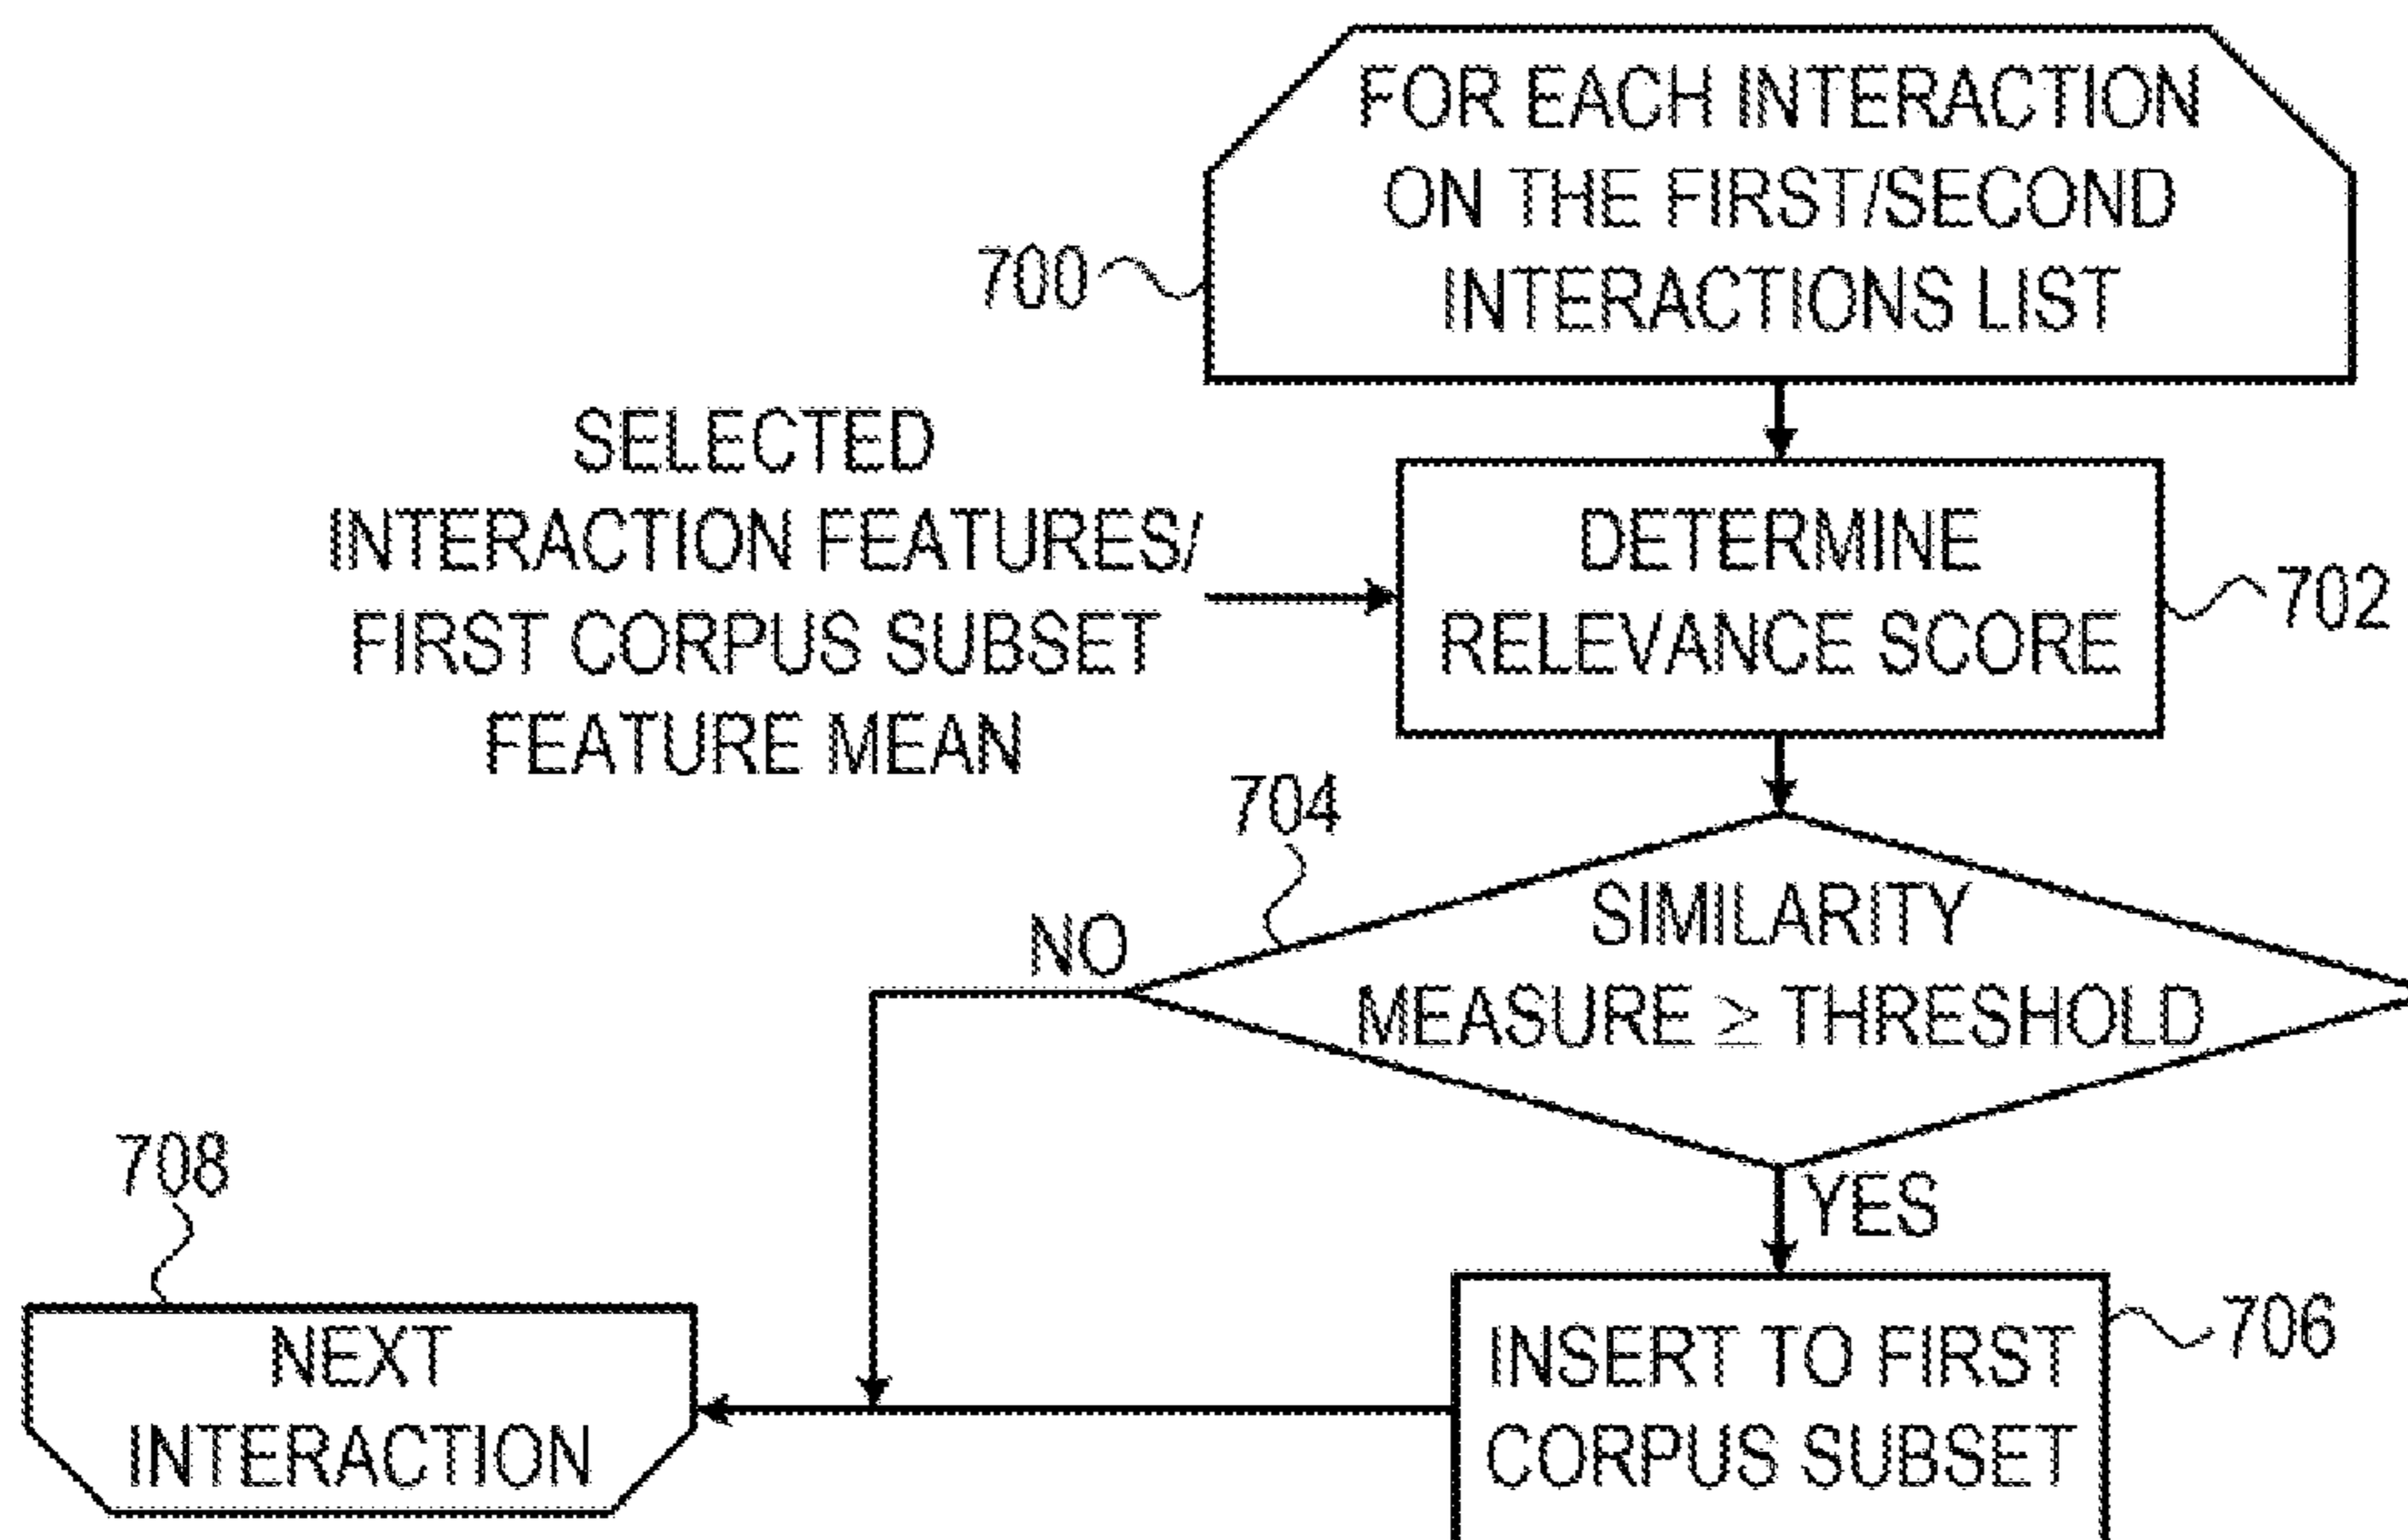 FOR EACH INTERACTION
ON THE FIRST/SECOND
INTERACTIONS LIST
700
SELECTED
INTERACTION FEATURES/
FIRST CORPUS SUBSET
FEATURE MEAN
DETERMINE
RELEVANCE SCORE
702
704
SIMILARITY
MEASURE ≥ THRESHOLD
NO
YES
708
NEXT
INTERACTION
INSERT TO FIRST
CORPUS SUBSET
706